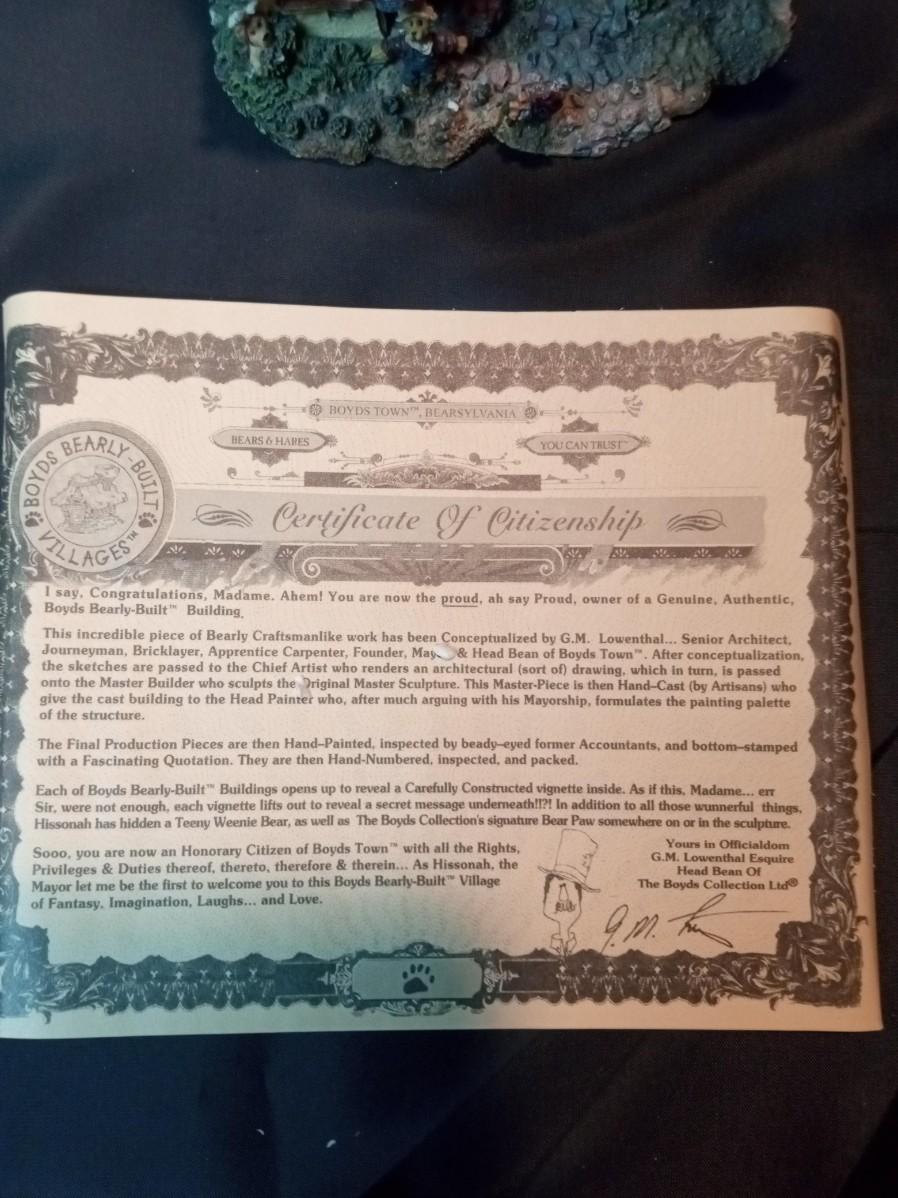 BOYDS TOWN™, BEARSYLVANIA
BEARS & HARES
YOU CAN TRUST™
BOYDS BEARLY-BUILT
VILLAGES™
Certificate Of Citizenship
I say, Congratulations, Madame. Ahem! You are now the proud, ah say Proud, owner of a Genuine, Authentic,
Boyds Bearly-Built™ Building.
This incredible piece of Bearly Craftsmanlike work has been Conceptualized by G.M. Lowenthal... Senior Architect,
Journeyman, Bricklayer, Apprentice Carpenter, Founder, & Head Bean of Boyds Town™. After conceptualization,
the sketches are passed to the Chief Artist who renders an architectural (sort of) drawing, which in turn, is passed
onto the Master Builder who sculpts the Original Master Sculpture. This Master-Piece is then Hand-Cast (by Artisans) who
give the cast building to the Head Painter who, after much arguing with his Mayorship, formulates the painting palette
of the structure.
The Final Production Pieces are then Hand-Painted, inspected by beady-eyed former Accountants, and bottom-stamped
with a Fascinating Quotation. They are then Hand-Numbered, inspected, and packed.
Each of Boyds Bearly-Built™ Buildings opens up to reveal a Carefully Constructed vignette inside. As if this, Madame... err
Sir, were not enough, each vignette lifts out to reveal a secret message underneath!!?! In addition to all those wunnerful things,
Hissonah has hidden a Teeny Weenie Bear, as well as The Boyds Collection's signature Bear Paw somewhere on or in the sculpture.
Sooo, you are now an Honorary Citizen of Boyds Town™ with all the Rights,
Privileges & Duties thereof, thereto, therefore & therein... As Hissonah, the
Mayor let me be the first to welcome you to this Boyds Bearly-Built™ Village
of Fantasy, Imagination, Laughs... and Love.
Yours in Officialdom
G.M. Lowenthal Esquire
Head Bean Of
The Boyds Collection Ltd®
G.M.